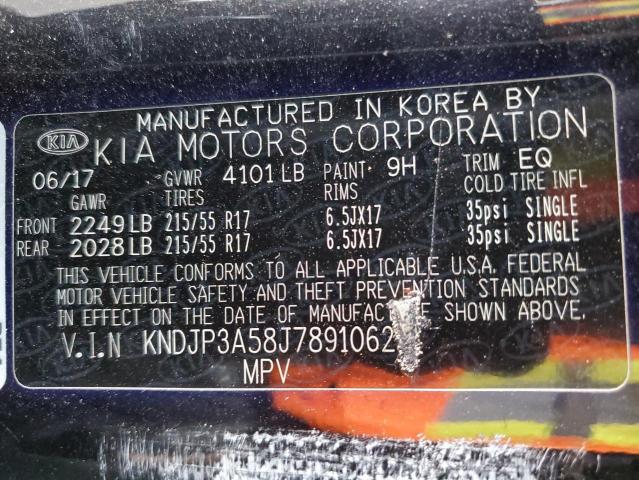 MANUFACTURED IN KOREA BY
KIA KIA MOTORS CORPORATION
06/17 GVWR 4101 LB PAINT 9H TRIM EQ
GAWR TIRES RIMS COLD TIRE INFL
FRONT 2249 LB 215/55 R17 6.5JX17 35psi SINGLE
REAR 2028 LB 215/55 R17 6.5JX17 35psi SINGLE
THIS VEHICLE CONFORMS TO ALL APPLICABLE U.S.A. FEDERAL
MOTOR VEHICLE SAFETY AND THEFT PREVENTION STANDARDS
IN EFFECT ON THE DATE OF MANUFACTURE SHOWN ABOVE.
V.I.N KNDJP3A58J7891062
MPV